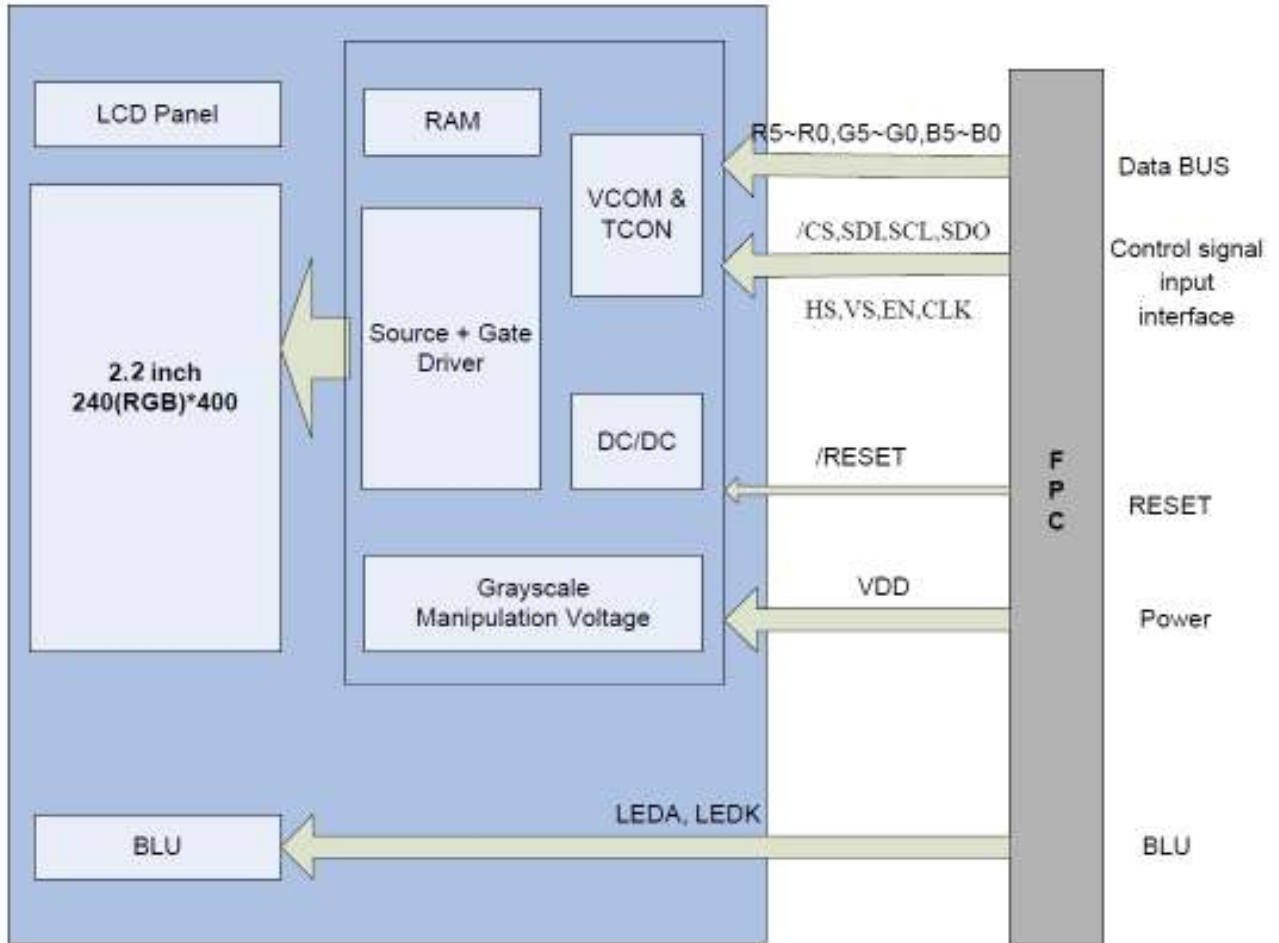 LCD Panel
2.2 inch
240(RGB)*400
BLU
RAM
VCOM &
TCON
Source + Gate
Driver
DC/DC
Grayscale
Manipulation Voltage
R5~R0,G5~G0,B5~B0
/CS,SDI,SCL,SDO
HS,VS,EN,CLK
/RESET
VDD
LEDA, LEDK
F
P
C
Data BUS
Control signal
input
interface
RESET
Power
BLU